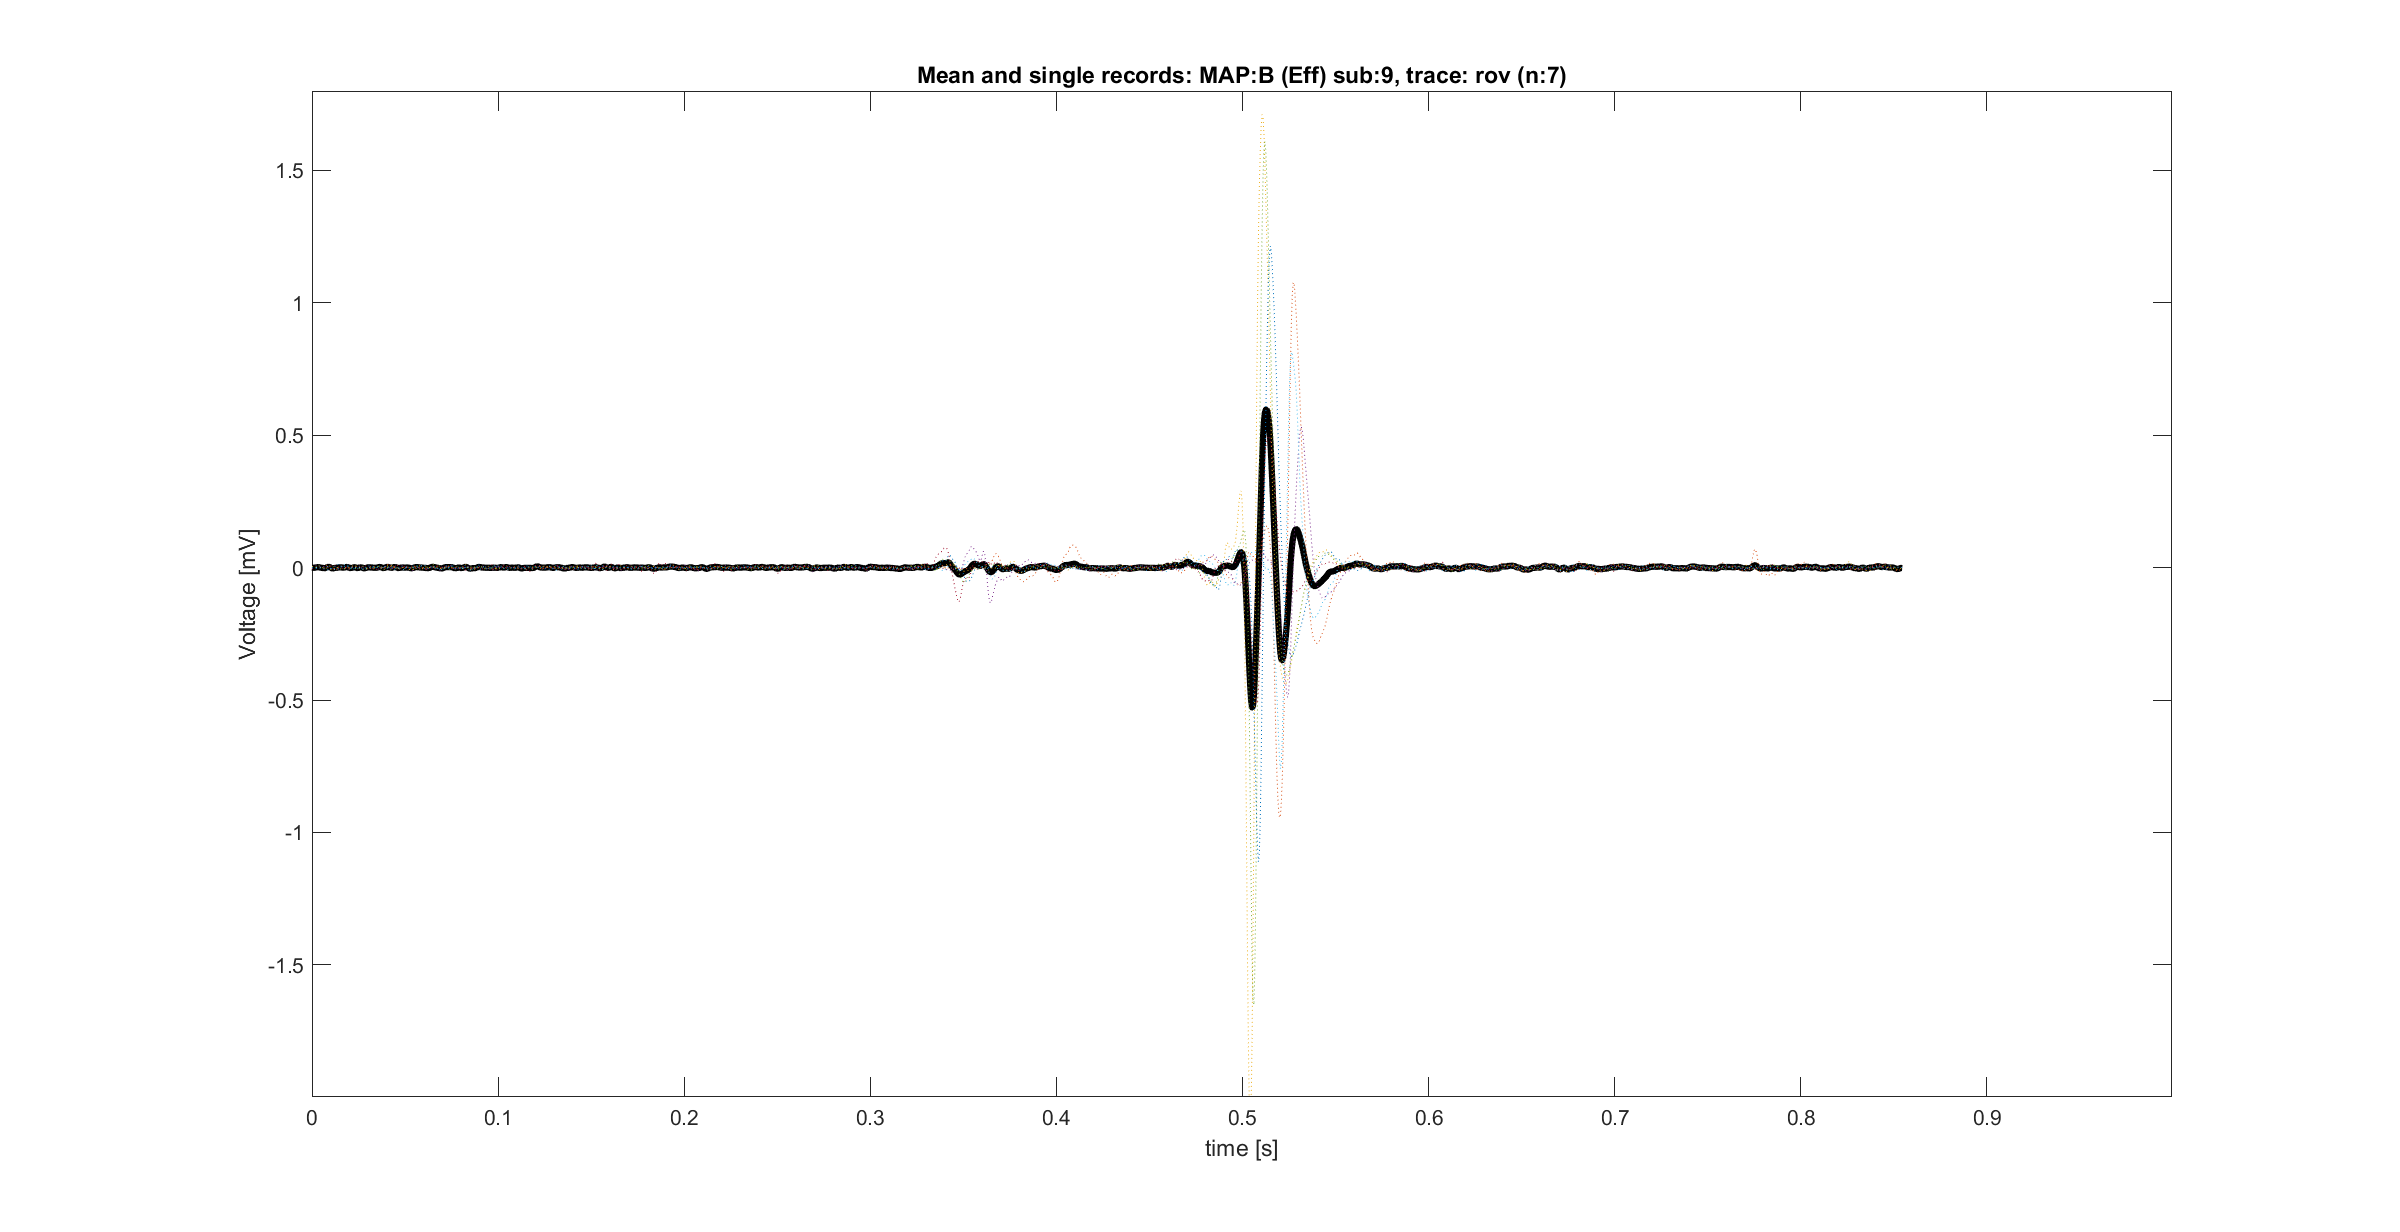 Mean and single records: MAP:B (Eff) sub:9, trace: rov (n:7)
1.5
1
0.5
0
-0.5
-1
-1.5
Voltage [mV]
0 0.1 0.2 0.3 0.4 0.5 0.6 0.7 0.8 0.9
time [s]